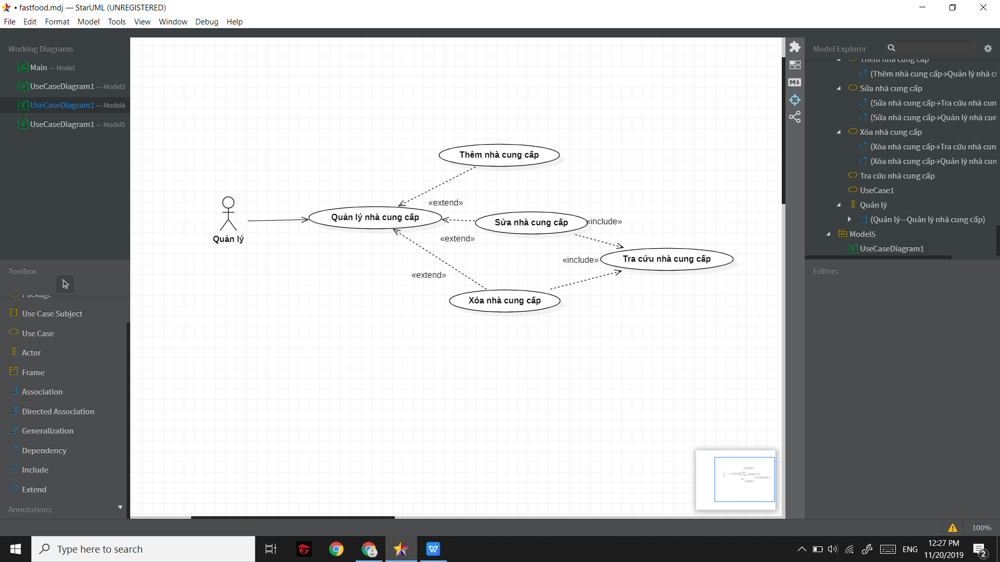 • fastfood.mdj — StarUML (UNREGISTERED)
File Edit Format Model Tools View Window Debug Help
Working Diagrams
Main — Model
UseCaseDiagram1 — Model3
UseCaseDiagram1 — Model4
UseCaseDiagram1 — Model5
Toolbox
Package
Use Case Subject
Use Case
Actor
Frame
Association
Directed Association
Generalization
Dependency
Include
Extend
Annotations
Thêm nhà cung cấp
«extend»
Quản lý nhà cung cấp
Sửa nhà cung cấp
«include»
Quản lý
«extend»
«include»
Tra cứu nhà cung cấp
«extend»
Xóa nhà cung cấp
Model Explorer
Thêm nhà cung cấp
(Thêm nhà cung cấp→Quản lý nhà cu
Sửa nhà cung cấp
(Sửa nhà cung cấp→Tra cứu nhà cun
(Sửa nhà cung cấp→Quản lý nhà cun
Xóa nhà cung cấp
(Xóa nhà cung cấp→Tra cứu nhà cun
(Xóa nhà cung cấp→Quản lý nhà cun
Tra cứu nhà cung cấp
UseCase1
Quản lý
(Quản lý—Quản lý nhà cung cấp)
Model5
UseCaseDiagram1
Editors
100%
Type here to search
ENG
12:27 PM
11/20/2019
2